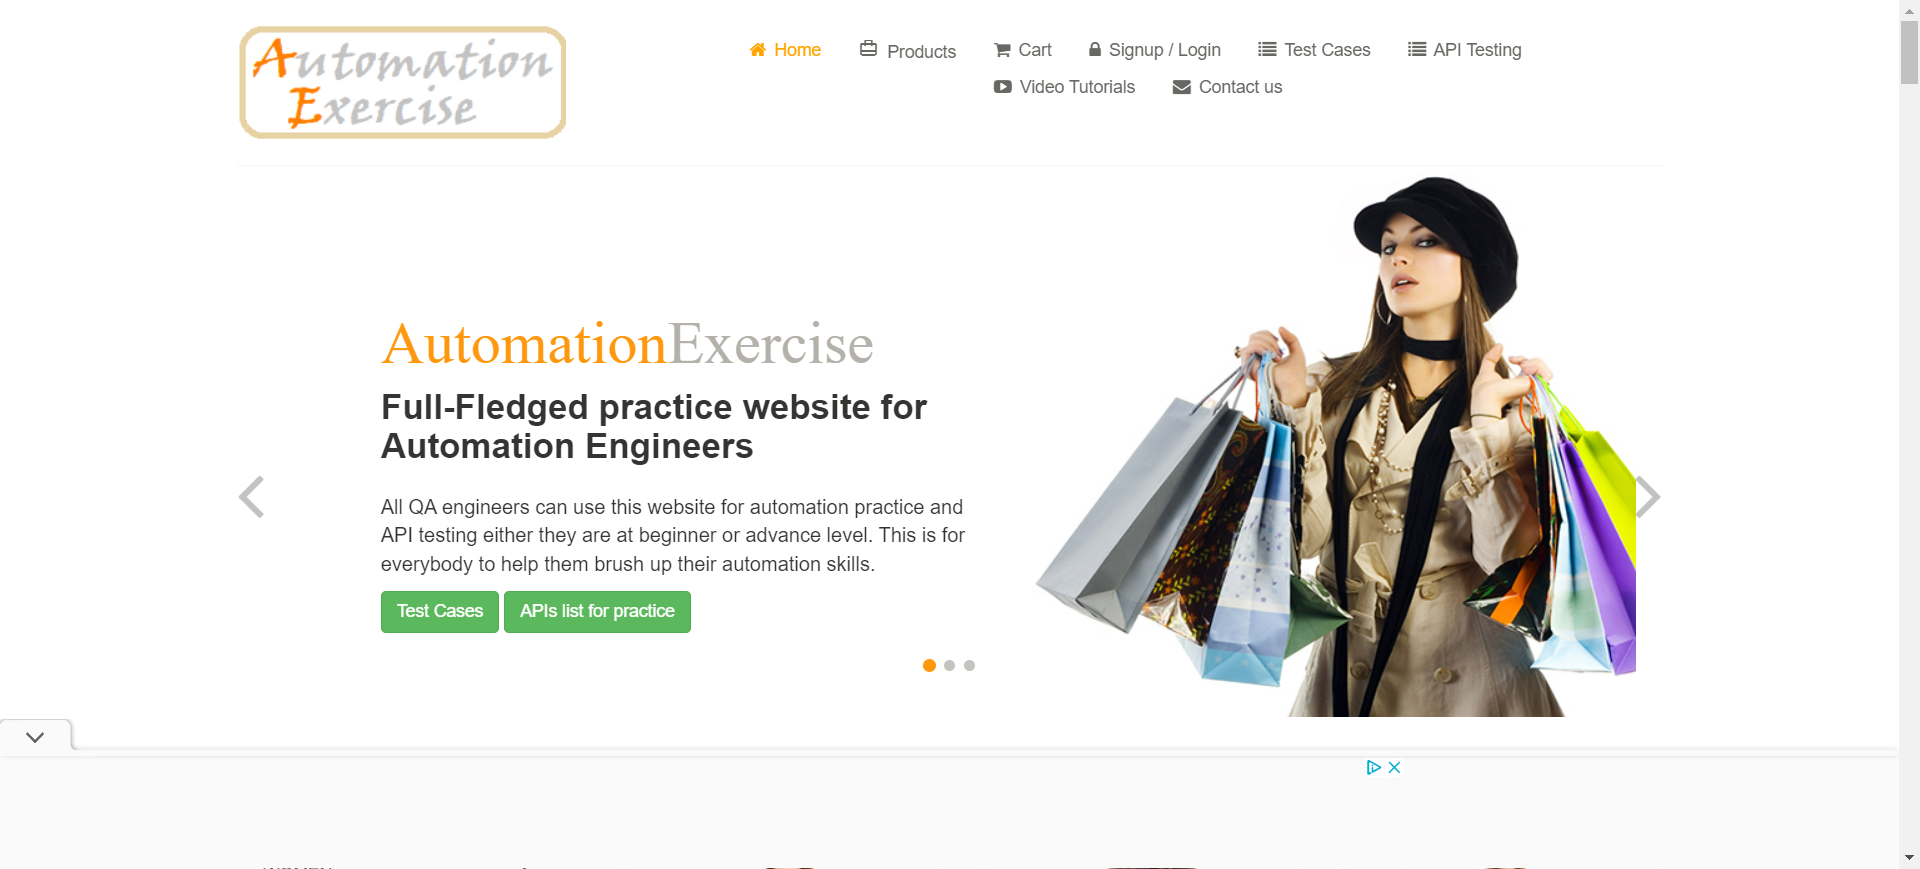 Automation
Exercise
Home Products Cart Signup / Login Test Cases API Testing
Video Tutorials Contact us
AutomationExercise
Full-Fledged practice website for
Automation Engineers
All QA engineers can use this website for automation practice and
API testing either they are at beginner or advance level. This is for
everybody to help them brush up their automation skills.
Test Cases APIs list for practice